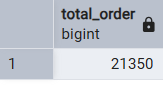 total_order
bigint
1 21350